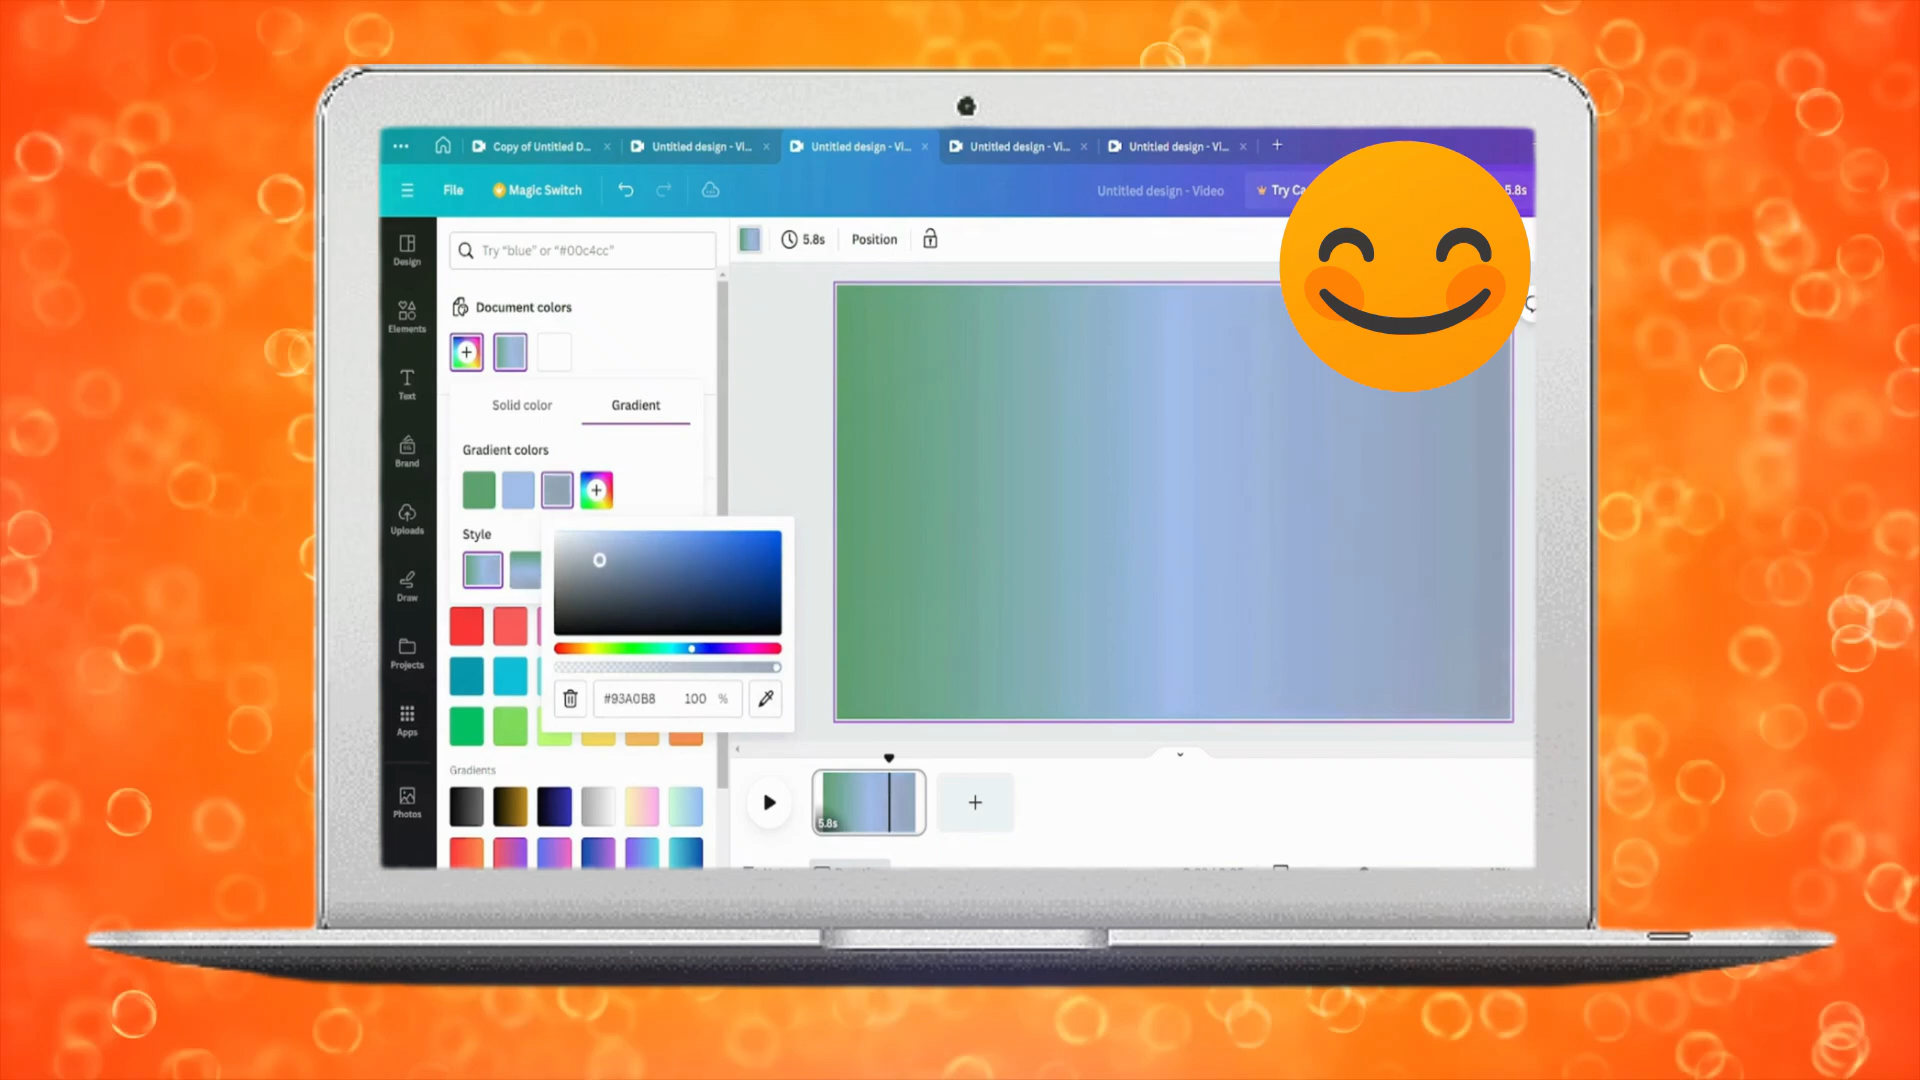 Copy of Untitled D...
Untitled design - Vi...
Untitled design - Vi...
Untitled design - Vi...
Untitled design - Vi...
File
Magic Switch
Untitled design - Video
Try Ca
5.8s
Design
Elements
Text
Brand
Uploads
Draw
Projects
Apps
Photos
Try "blue" or "#00c4cc"
5.8s
Position
Document colors
Solid color
Gradient
Gradient colors
Style
#93A0B8 100 %
Gradients
5.8s